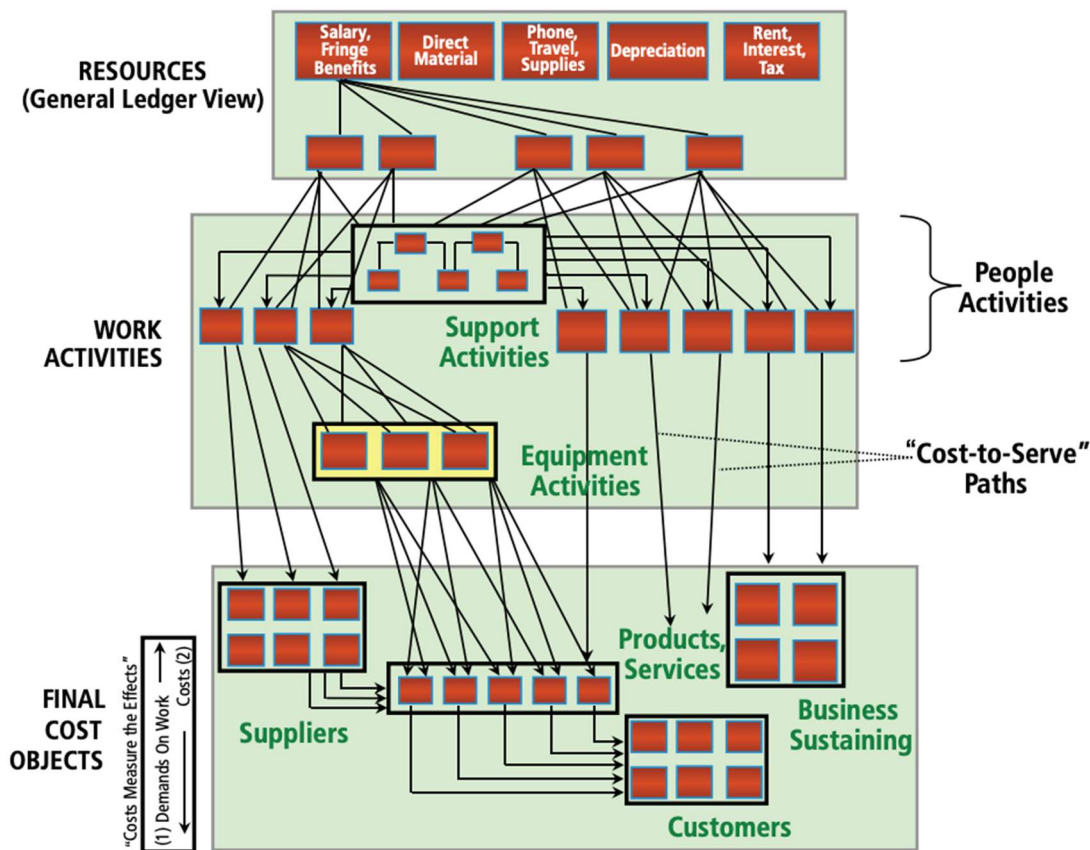 RESOURCES
(General Ledger View)
Salary,
Fringe
Benefits
Direct
Material
Phone,
Travel,
Supplies
Depreciation
Rent,
Interest,
Tax
WORK
ACTIVITIES
Support
Activities
People
Activities
Equipment
Activities
“Cost-to-Serve”
Paths
FINAL
COST
OBJECTS
“Costs Measure the Effects”
(1) Demands On Work
Costs (2)
Suppliers
Products,
Services
Business
Sustaining
Customers